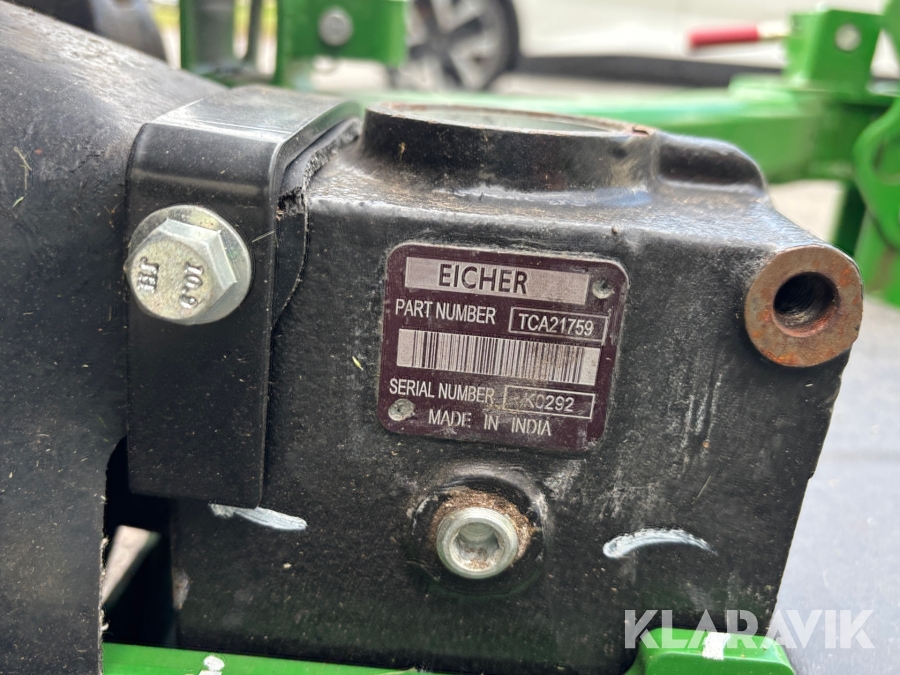 EICHER
PART NUMBER TCA21759
SERIAL NUMBER K0292
MADE IN INDIA
10.9
KLARAVIK